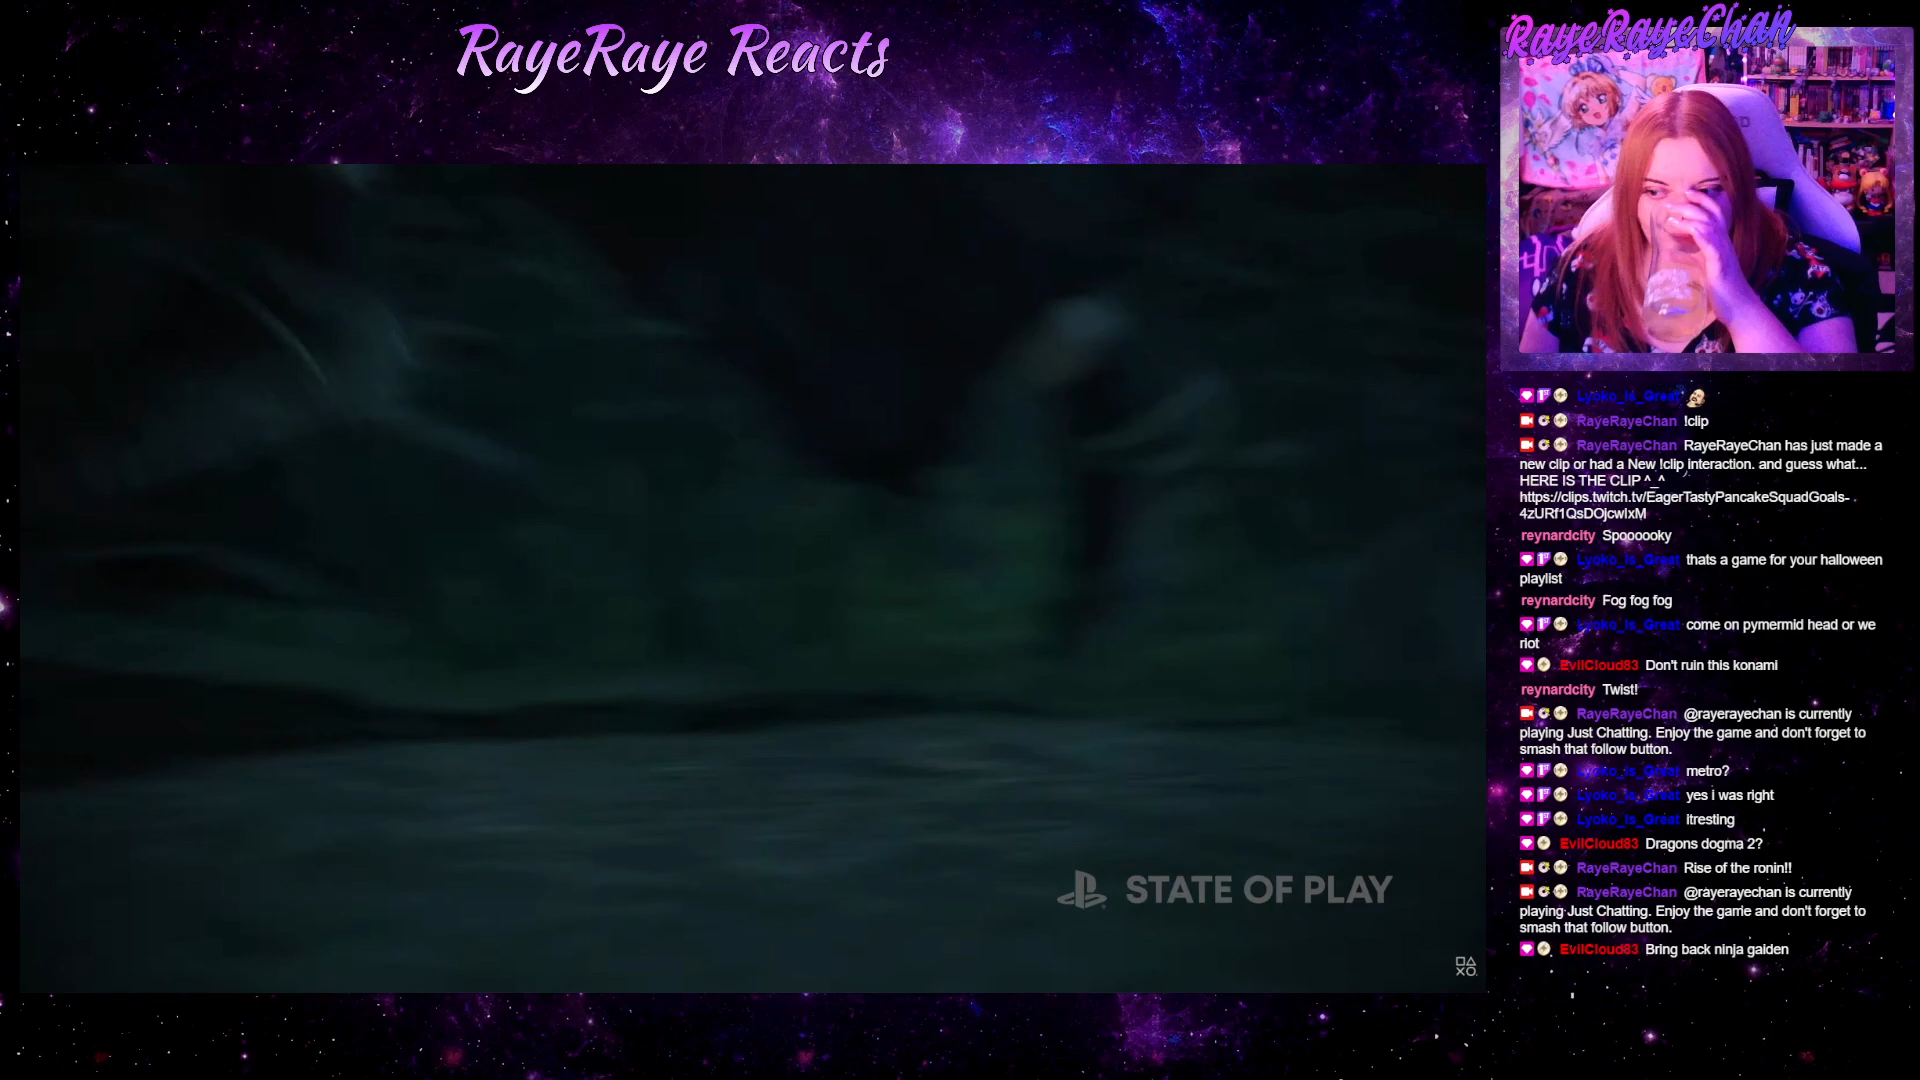 RayeRaye Reacts
RayeRayeChan
Lyoko_Is_Great
RayeRayeChan !clip
RayeRayeChan RayeRayeChan has just made a
new clip or had a New !clip interaction. and guess what...
HERE IS THE CLIP ^_^
https://clips.twitch.tv/EagerTastyPancakeSquadGoals-
4zURf1QsDOjcwIxM
reynardcity Spoooooky
Lyoko_Is_Great thats a game for your halloween
playlist
reynardcity Fog fog fog
Lyoko_Is_Great come on pymermid head or we
riot
EvilCloud83 Don't ruin this konami
reynardcity Twist!
RayeRayeChan @rayerayechan is currently
playing Just Chatting. Enjoy the game and don't forget to
smash that follow button.
Lyoko_Is_Great metro?
Lyoko_Is_Great yes i was right
Lyoko_Is_Great itresting
EvilCloud83 Dragons dogma 2?
RayeRayeChan Rise of the ronin!!
RayeRayeChan @rayerayechan is currently
playing Just Chatting. Enjoy the game and don't forget to
smash that follow button.
EvilCloud83 Bring back ninja gaiden
STATE OF PLAY